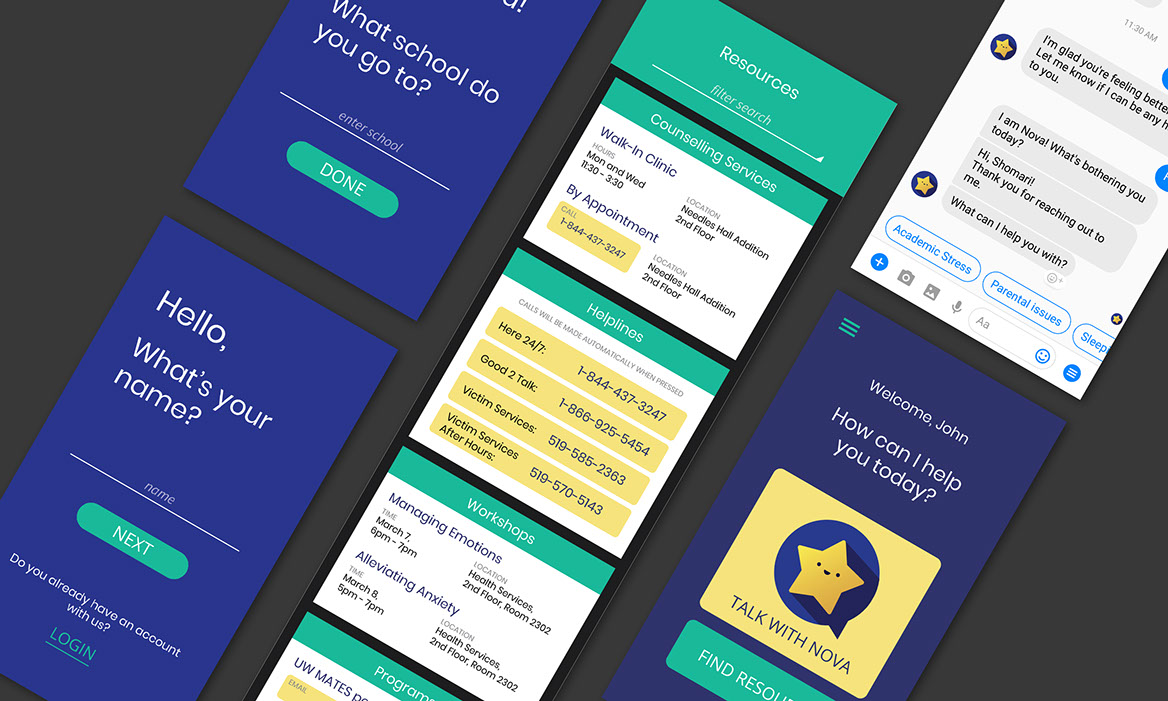 What school do
you go to?
enter school
DONE
Hello,
What's your
name?
name
NEXT
Do you already have an account
with us?
LOGIN
Resources
filter search
Counselling Services
Walk-In Clinic
HOURS
Mon and Wed
11:30 - 3:30
LOCATION
Needles Hall Addition
2nd Floor
By Appointment
CALL
1-844-437-3247
LOCATION
Needles Hall Addition
2nd Floor
Helplines
CALLS WILL BE MADE AUTOMATICALLY WHEN PRESSED
Here 24/7: 1-844-437-3247
Good 2 Talk: 1-866-925-5454
Victim Services: 519-585-2363
Victim Services
After Hours: 519-570-5143
Workshops
Managing Emotions
TIME
March 7,
6pm - 7pm
LOCATION
Health Services,
2nd Floor, Room 2302
Alleviating Anxiety
TIME
March 8,
5pm - 7pm
LOCATION
Health Services,
2nd Floor, Room 2302
Programs
UW MATES
EMAIL
11:30 AM
I'm glad you're feeling better
Let me know if I can be any
to you.
I am Nova! What's bothering you
today?
Hi, Shomari!
Thank you for reaching out to
me.
What can I help you with?
Academic Stress
Parental issues
Sleep
Aa
Welcome, John
How can I help
you today?
TALK WITH NOVA
FIND RESOU